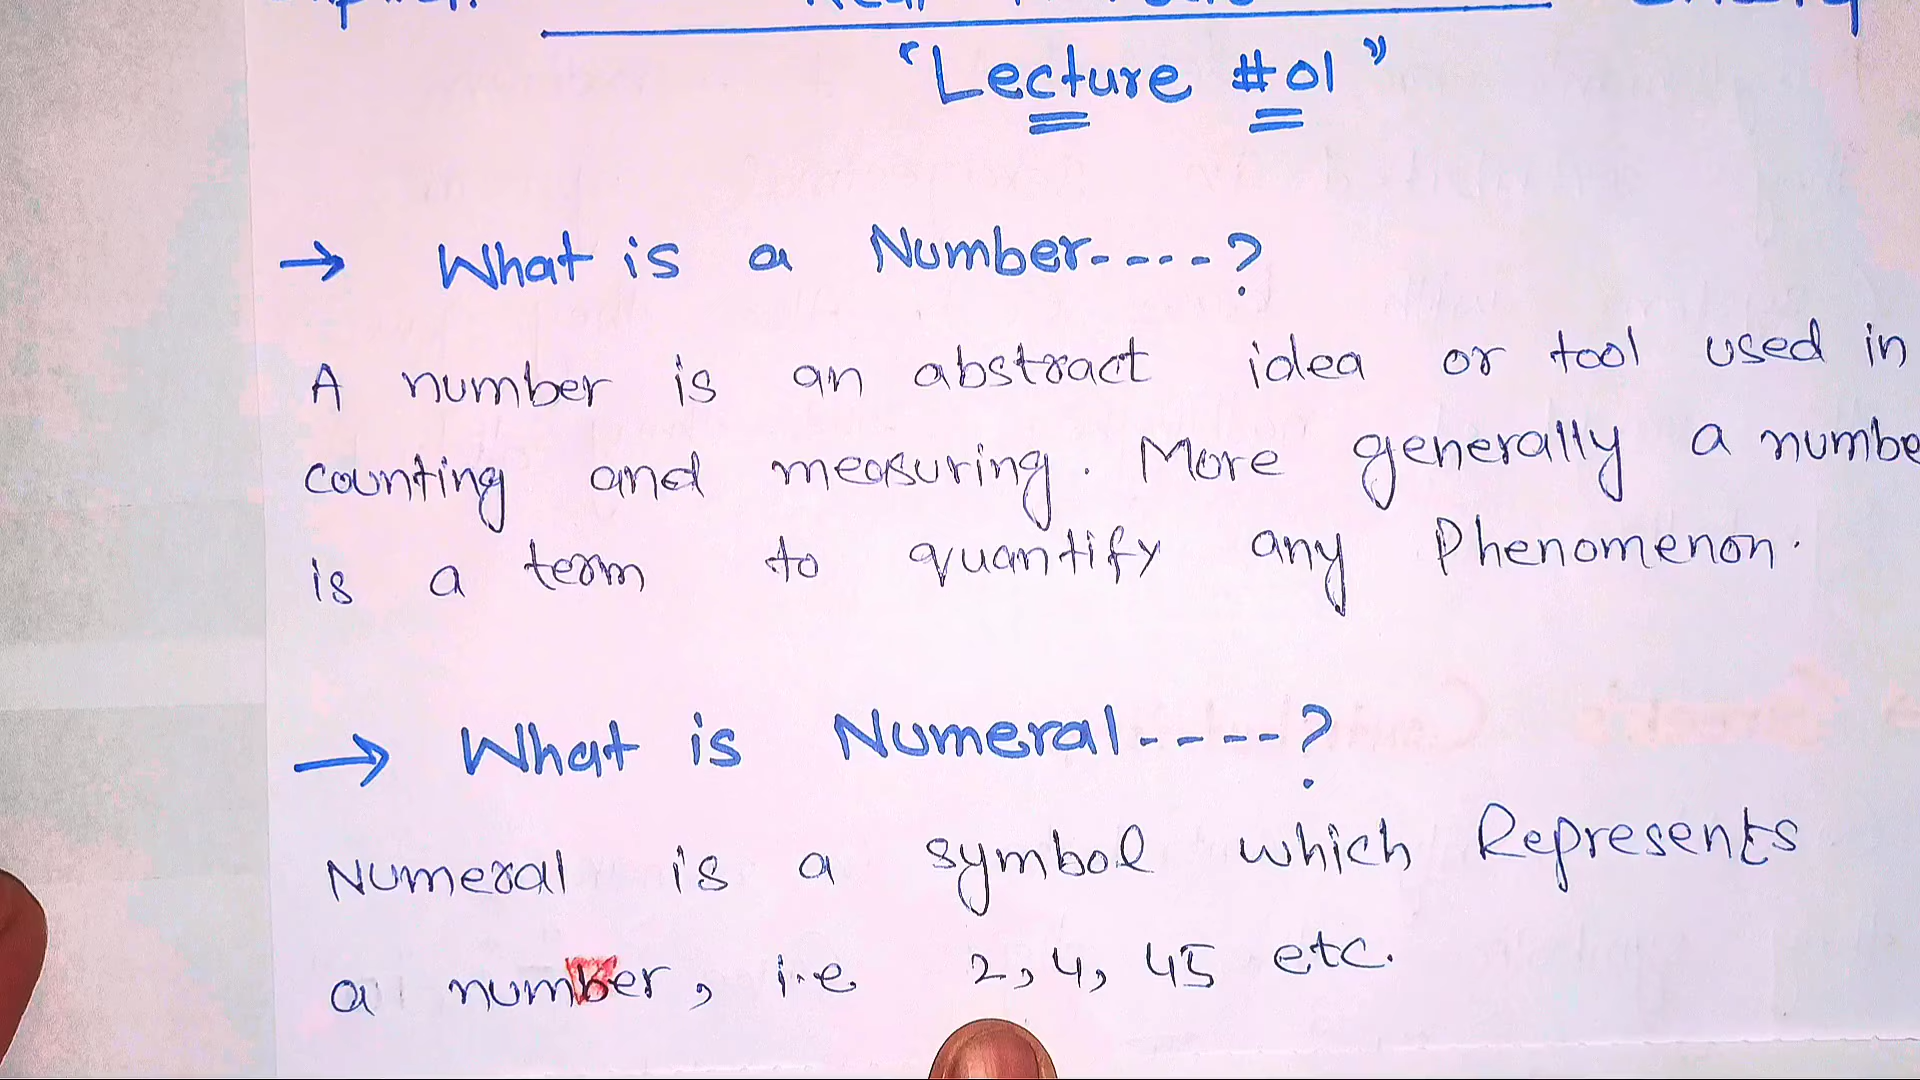 "Lecture #01"
→ What is a Number----?
A number is an abstract idea or tool used in
counting and measuring. More generally a numbe
is a term to quantify any Phenomenon.
→ What is Numeral----?
Numeral is a symbol which Represents
a number, i.e 2, 4, 45 etc.